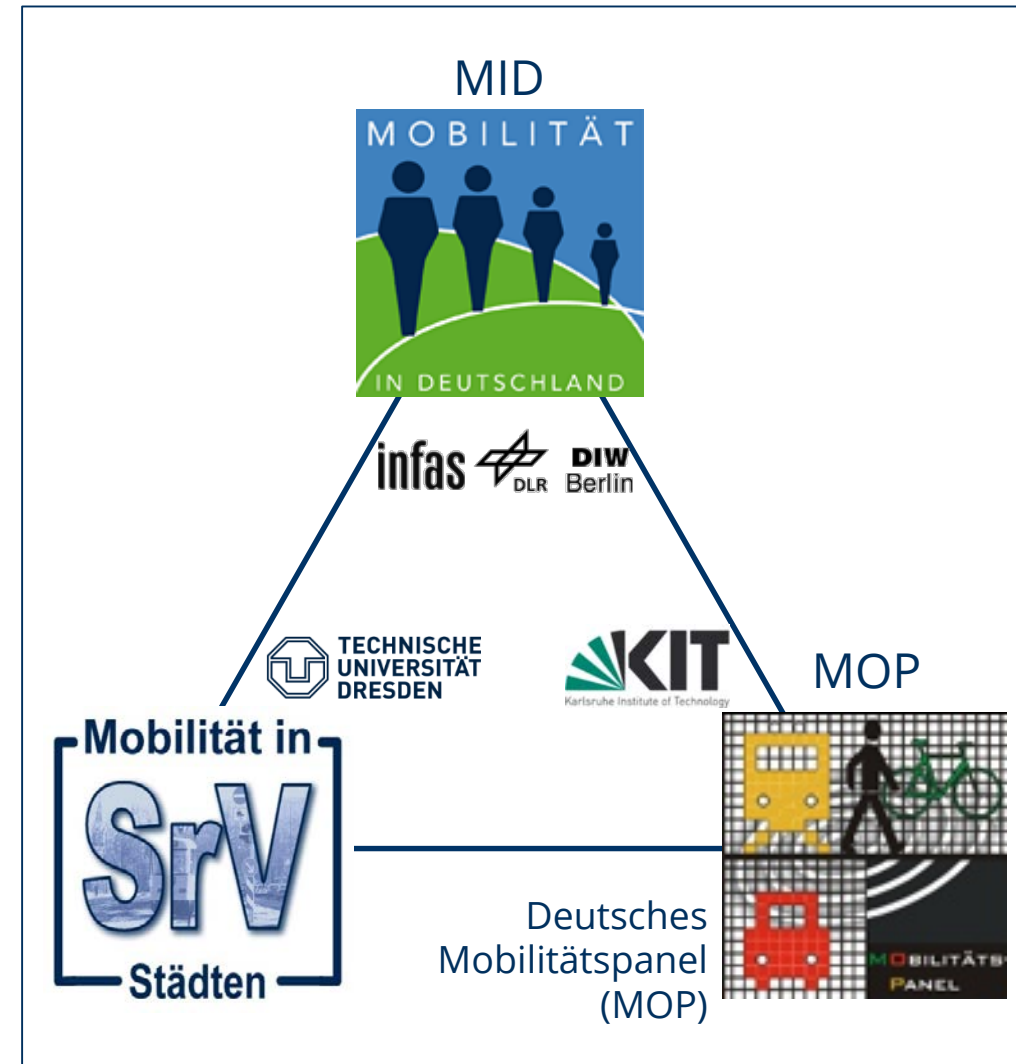 MID
MOBILITÄT
IN DEUTSCHLAND
infas DLR DIW Berlin
TECHNISCHE
UNIVERSITÄT
DRESDEN
KIT
Karlsruhe Institute of Technology
MOP
Mobilität in
SrV
Städten
Deutsches
Mobilitätspanel
(MOP)
MOBILITÄTS-
PANEL